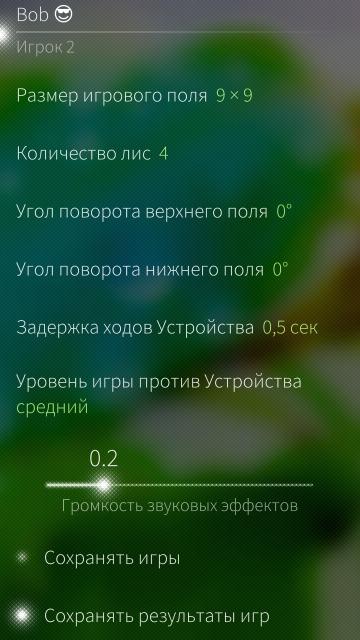 Bob 😎
Игрок 2
Размер игрового поля 9 × 9
Количество лис 4
Угол поворота верхнего поля 0°
Угол поворота нижнего поля 0°
Задержка ходов Устройства 0,5 сек
Уровень игры против Устройства
средний
0.2
Громкость звуковых эффектов
Сохранять игры
Сохранять результаты игр